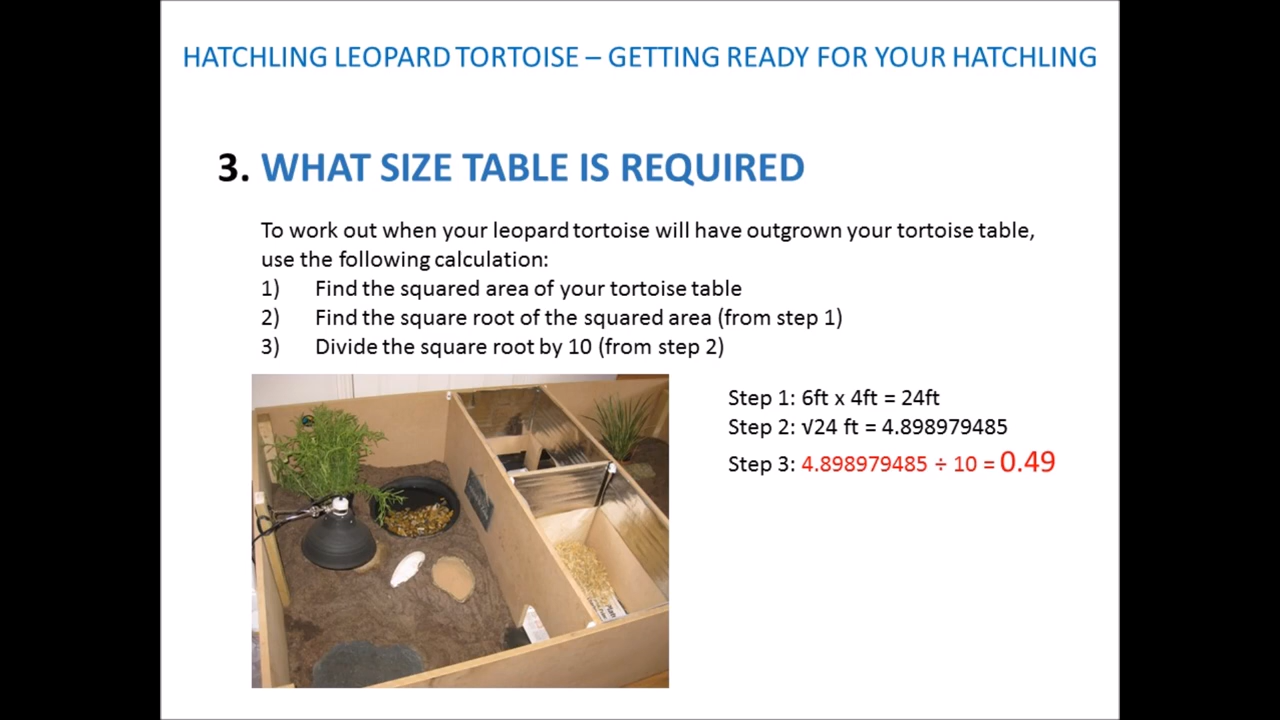 HATCHLING LEOPARD TORTOISE – GETTING READY FOR YOUR HATCHLING
3. WHAT SIZE TABLE IS REQUIRED
To work out when your leopard tortoise will have outgrown your tortoise table,
use the following calculation:
1) Find the squared area of your tortoise table
2) Find the square root of the squared area (from step 1)
3) Divide the square root by 10 (from step 2)
Step 1: 6ft x 4ft = 24ft
Step 2: √24 ft = 4.898979485
Step 3: 4.898979485 ÷ 10 = 0.49